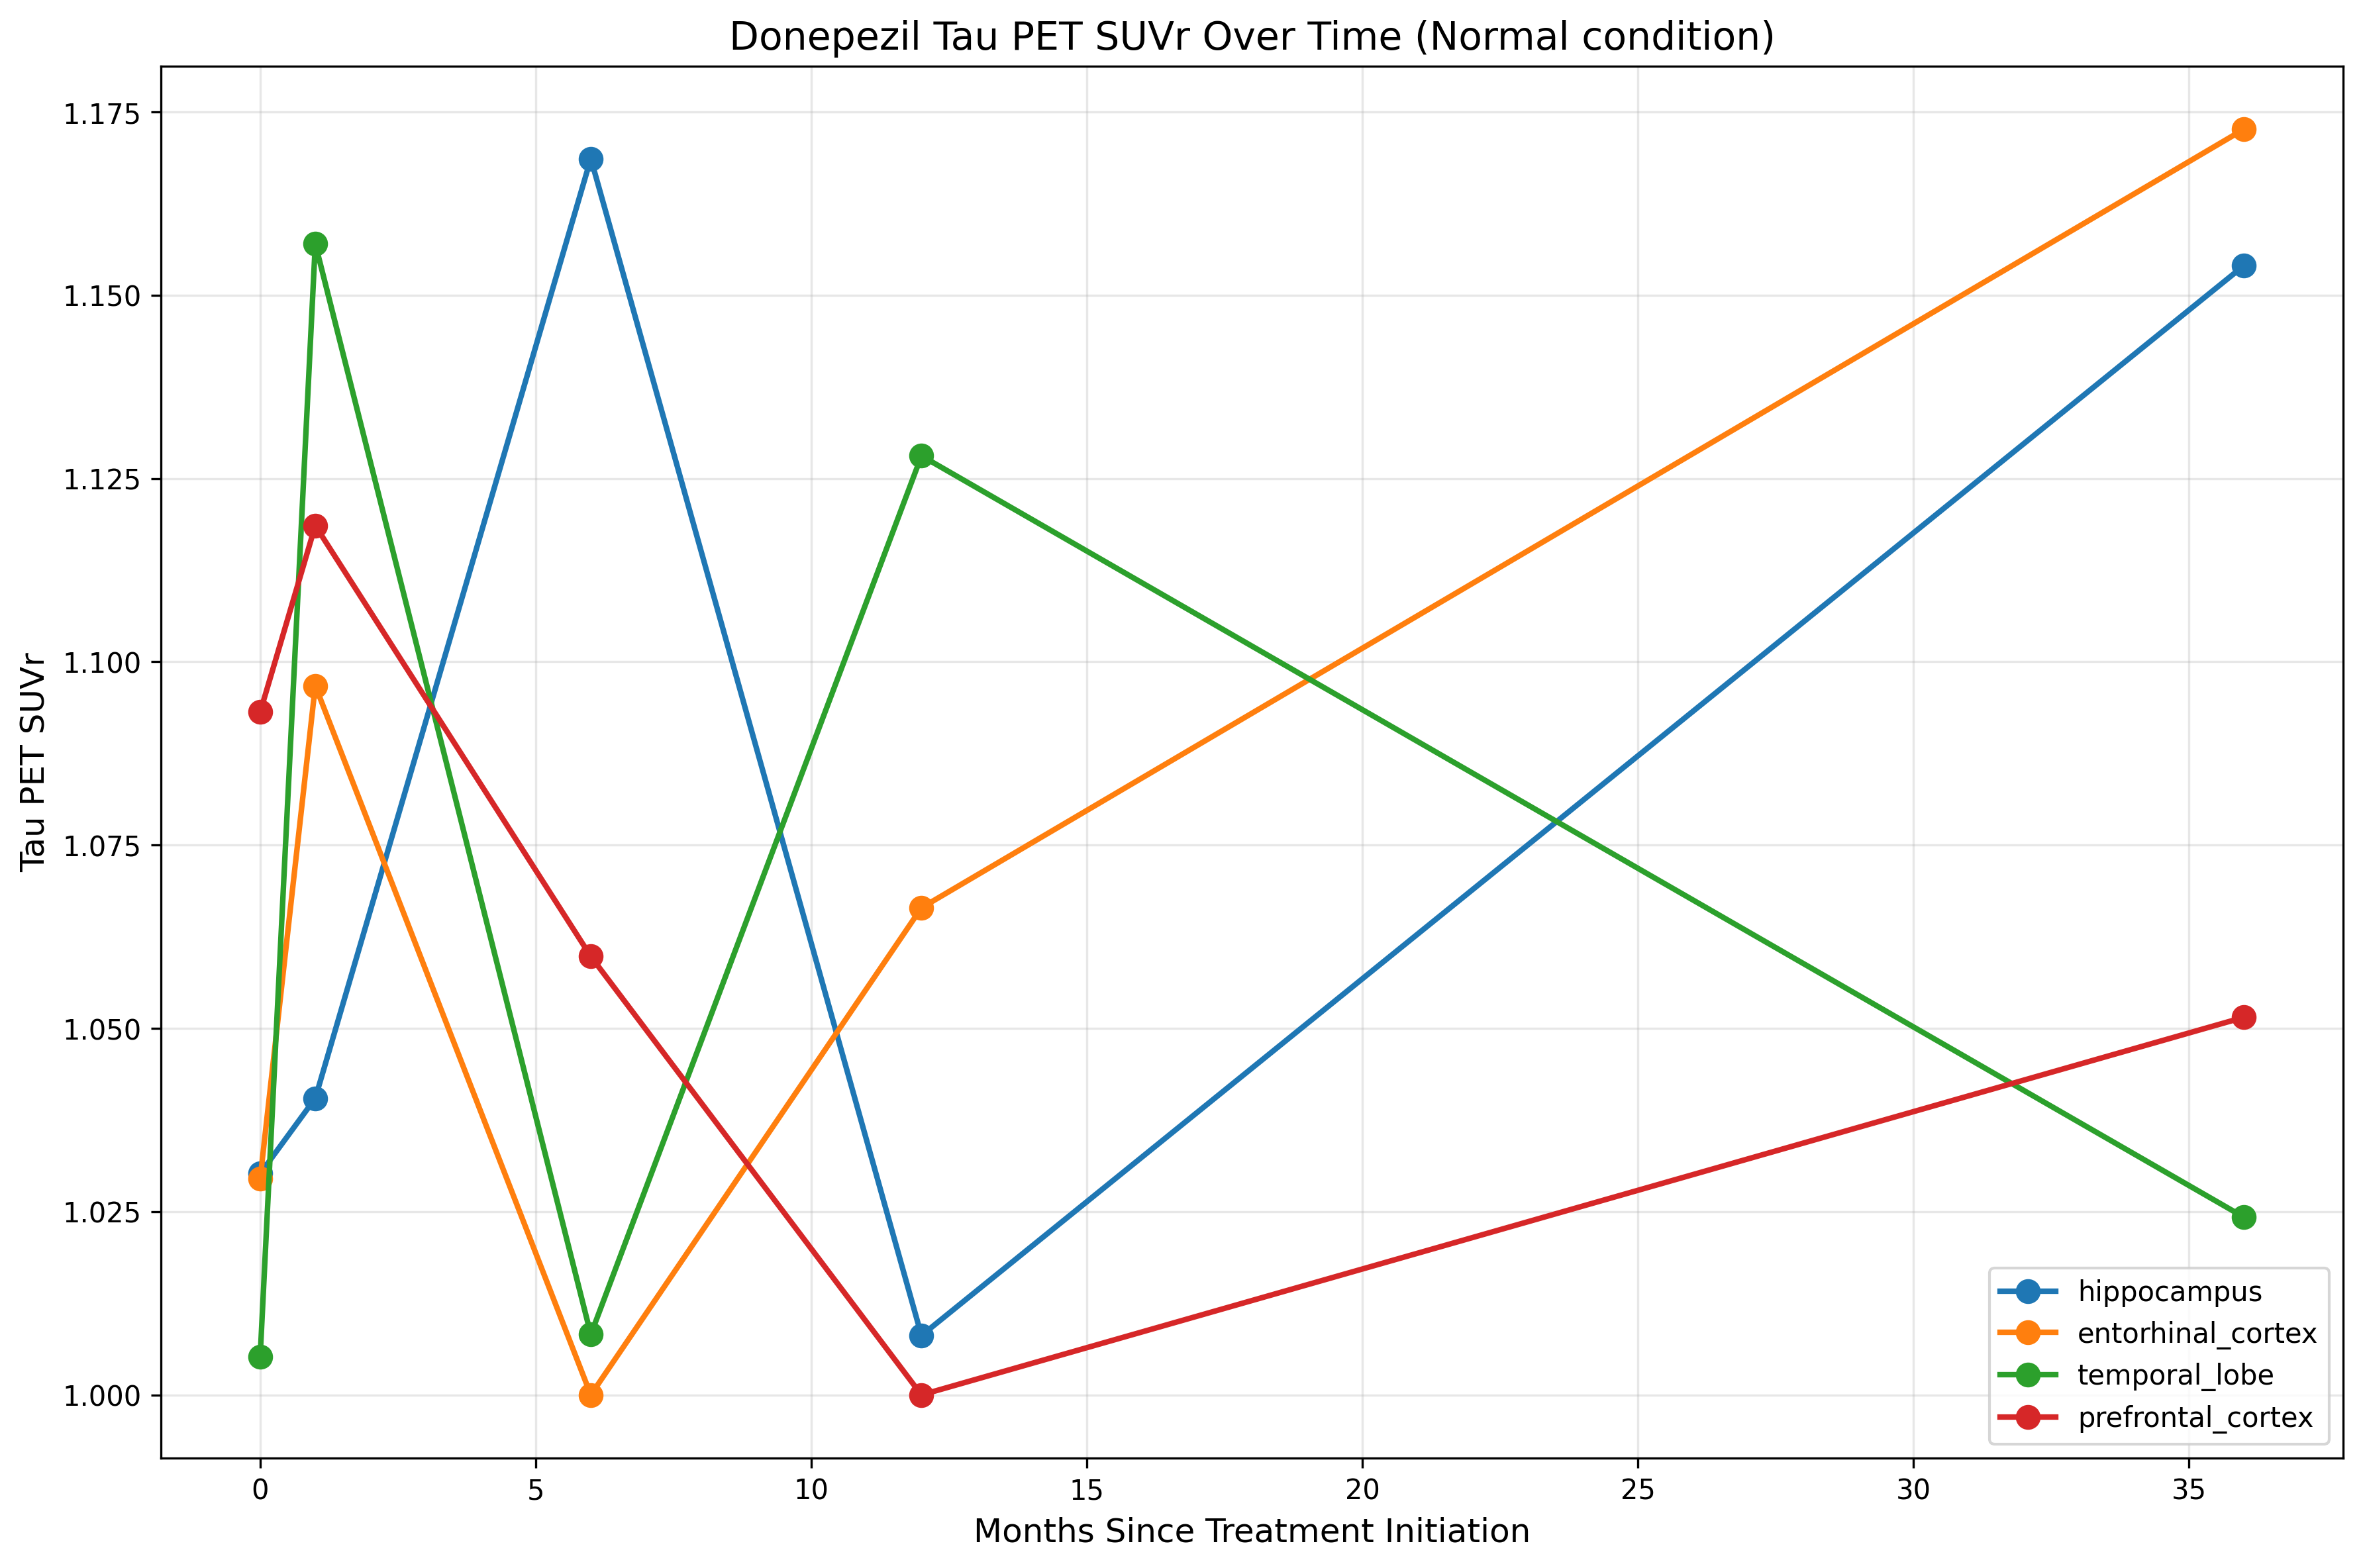 Donepezil Tau PET SUVr Over Time (Normal condition)
Tau PET SUVr
1.175
1.150
1.125
1.100
1.075
1.050
1.025
1.000
0 5 10 15 20 25 30 35
Months Since Treatment Initiation
hippocampus
entorhinal_cortex
temporal_lobe
prefrontal_cortex